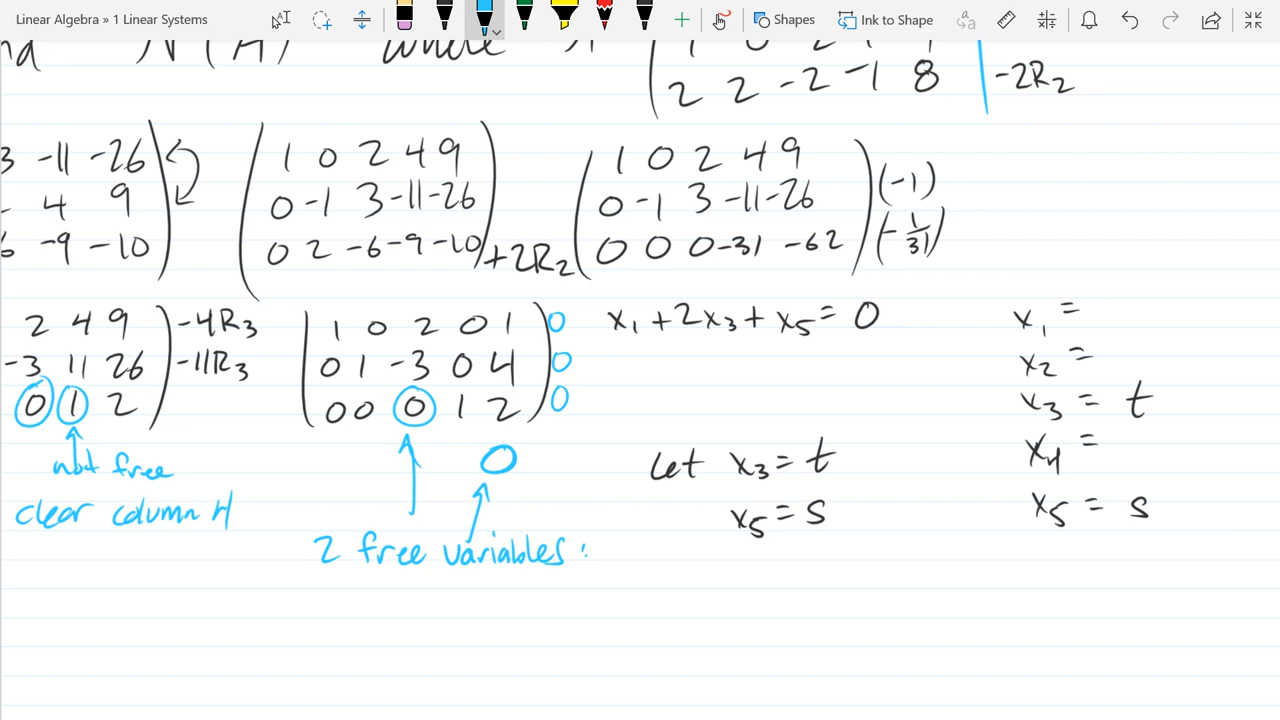 Linear Algebra » 1 Linear Systems
Shapes
Ink to Shape
N(A) where
2 2 -2 -1 8 -2R2
3 -11 -26
4 9
-9 -10
1 0 2 4 9
0 -1 3 -11 -26
0 2 -6 -9 -10 +2R2
1 0 2 4 9
0 -1 3 -11 -26 (-1)
0 0 0 -31 -62 (-1/31)
2 4 9 -4R3
-3 11 26 -11R3
0 1 2
1 0 2 0 1 0
0 1 -3 0 4 0
0 0 0 1 2 0
not free
clear column 4
0
2 free variables :
x1 + 2x3 + x5 = 0
Let x3 = t
x5 = s
x1 =
x2 =
x3 = t
x4 =
x5 = s